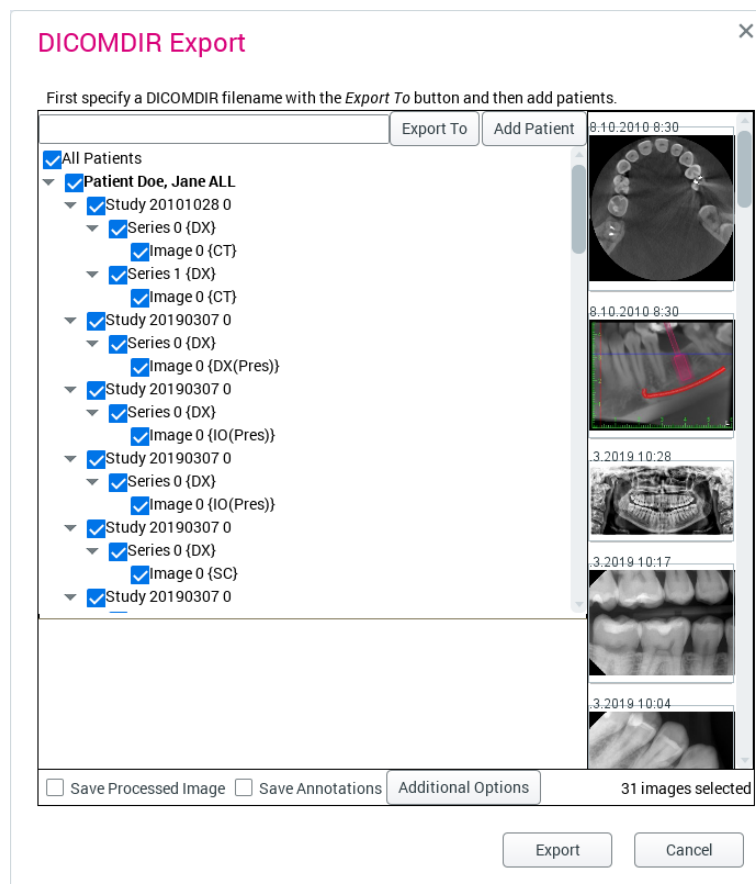 DICOMDIR Export
First specify a DICOMDIR filename with the Export To button and then add patients.
Export To
Add Patient
All Patients
Patient Doe, Jane ALL
Study 20101028 0
Series 0 {DX}
Image 0 {CT}
Series 1 {DX}
Image 0 {CT}
Study 20190307 0
Series 0 {DX}
Image 0 {DX(Pres)}
Study 20190307 0
Series 0 {DX}
Image 0 {IO(Pres)}
Study 20190307 0
Series 0 {DX}
Image 0 {IO(Pres)}
Study 20190307 0
Series 0 {DX}
Image 0 {SC}
Study 20190307 0
8.10.2010 8:30
8.10.2010 8:30
.3.2019 10:28
.3.2019 10:17
.3.2019 10:04
Save Processed Image
Save Annotations
Additional Options
31 images selected
Export
Cancel